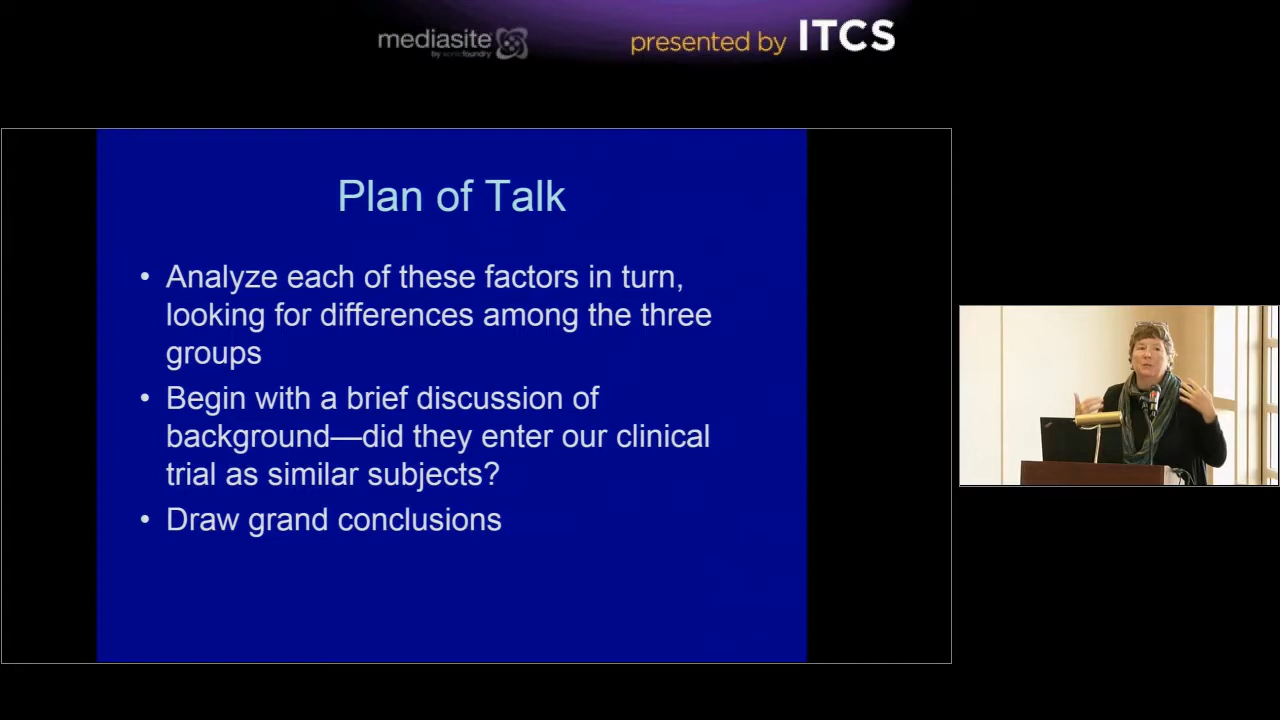 mediasite
by sonicfoundry
presented by ITCS
Plan of Talk
• Analyze each of these factors in turn,
looking for differences among the three
groups
• Begin with a brief discussion of
background—did they enter our clinical
trial as similar subjects?
• Draw grand conclusions